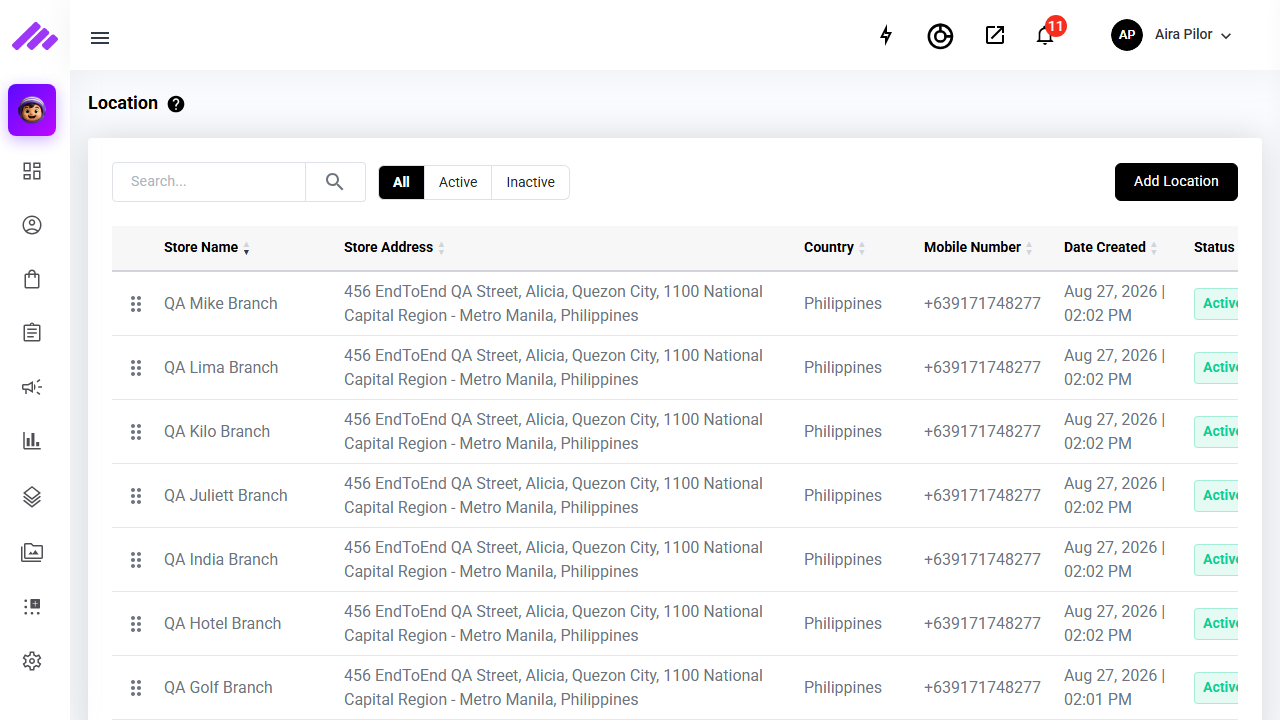 11
AP
Aira Pilor
Location
Search...
All
Active
Inactive
Add Location
Store Name
Store Address
Country
Mobile Number
Date Created
Status
QA Mike Branch
456 EndToEnd QA Street, Alicia, Quezon City, 1100 National
Capital Region - Metro Manila, Philippines
Philippines
+639171748277
Aug 27, 2026 |
02:02 PM
Active
QA Lima Branch
456 EndToEnd QA Street, Alicia, Quezon City, 1100 National
Capital Region - Metro Manila, Philippines
Philippines
+639171748277
Aug 27, 2026 |
02:02 PM
Active
QA Kilo Branch
456 EndToEnd QA Street, Alicia, Quezon City, 1100 National
Capital Region - Metro Manila, Philippines
Philippines
+639171748277
Aug 27, 2026 |
02:02 PM
Active
QA Juliett Branch
456 EndToEnd QA Street, Alicia, Quezon City, 1100 National
Capital Region - Metro Manila, Philippines
Philippines
+639171748277
Aug 27, 2026 |
02:02 PM
Active
QA India Branch
456 EndToEnd QA Street, Alicia, Quezon City, 1100 National
Capital Region - Metro Manila, Philippines
Philippines
+639171748277
Aug 27, 2026 |
02:02 PM
Active
QA Hotel Branch
456 EndToEnd QA Street, Alicia, Quezon City, 1100 National
Capital Region - Metro Manila, Philippines
Philippines
+639171748277
Aug 27, 2026 |
02:02 PM
Active
QA Golf Branch
456 EndToEnd QA Street, Alicia, Quezon City, 1100 National
Capital Region - Metro Manila, Philippines
Philippines
+639171748277
Aug 27, 2026 |
02:01 PM
Active